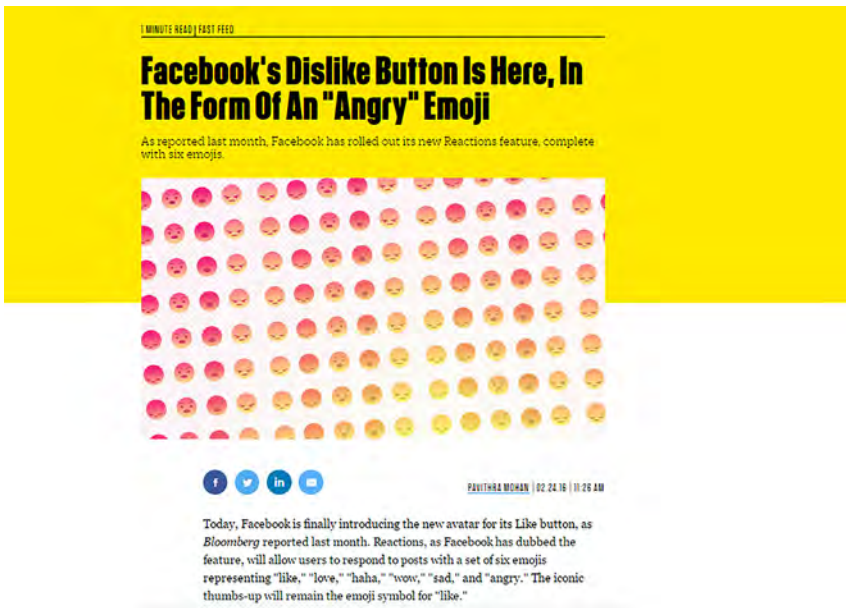 1 MINUTE READ | FAST FEED
Facebook's Dislike Button Is Here, In
The Form Of An "Angry" Emoji
As reported last month, Facebook has rolled out its new Reactions feature, complete
with six emojis.
f
in
PAVITHRA MOHAN | 02.24.16 | 11:26 AM
Today, Facebook is finally introducing the new avatar for its Like button, as
Bloomberg reported last month. Reactions, as Facebook has dubbed the
feature, will allow users to respond to posts with a set of six emojis
representing "like," "love," "haha," "wow," "sad," and "angry." The iconic
thumbs-up will remain the emoji symbol for "like."